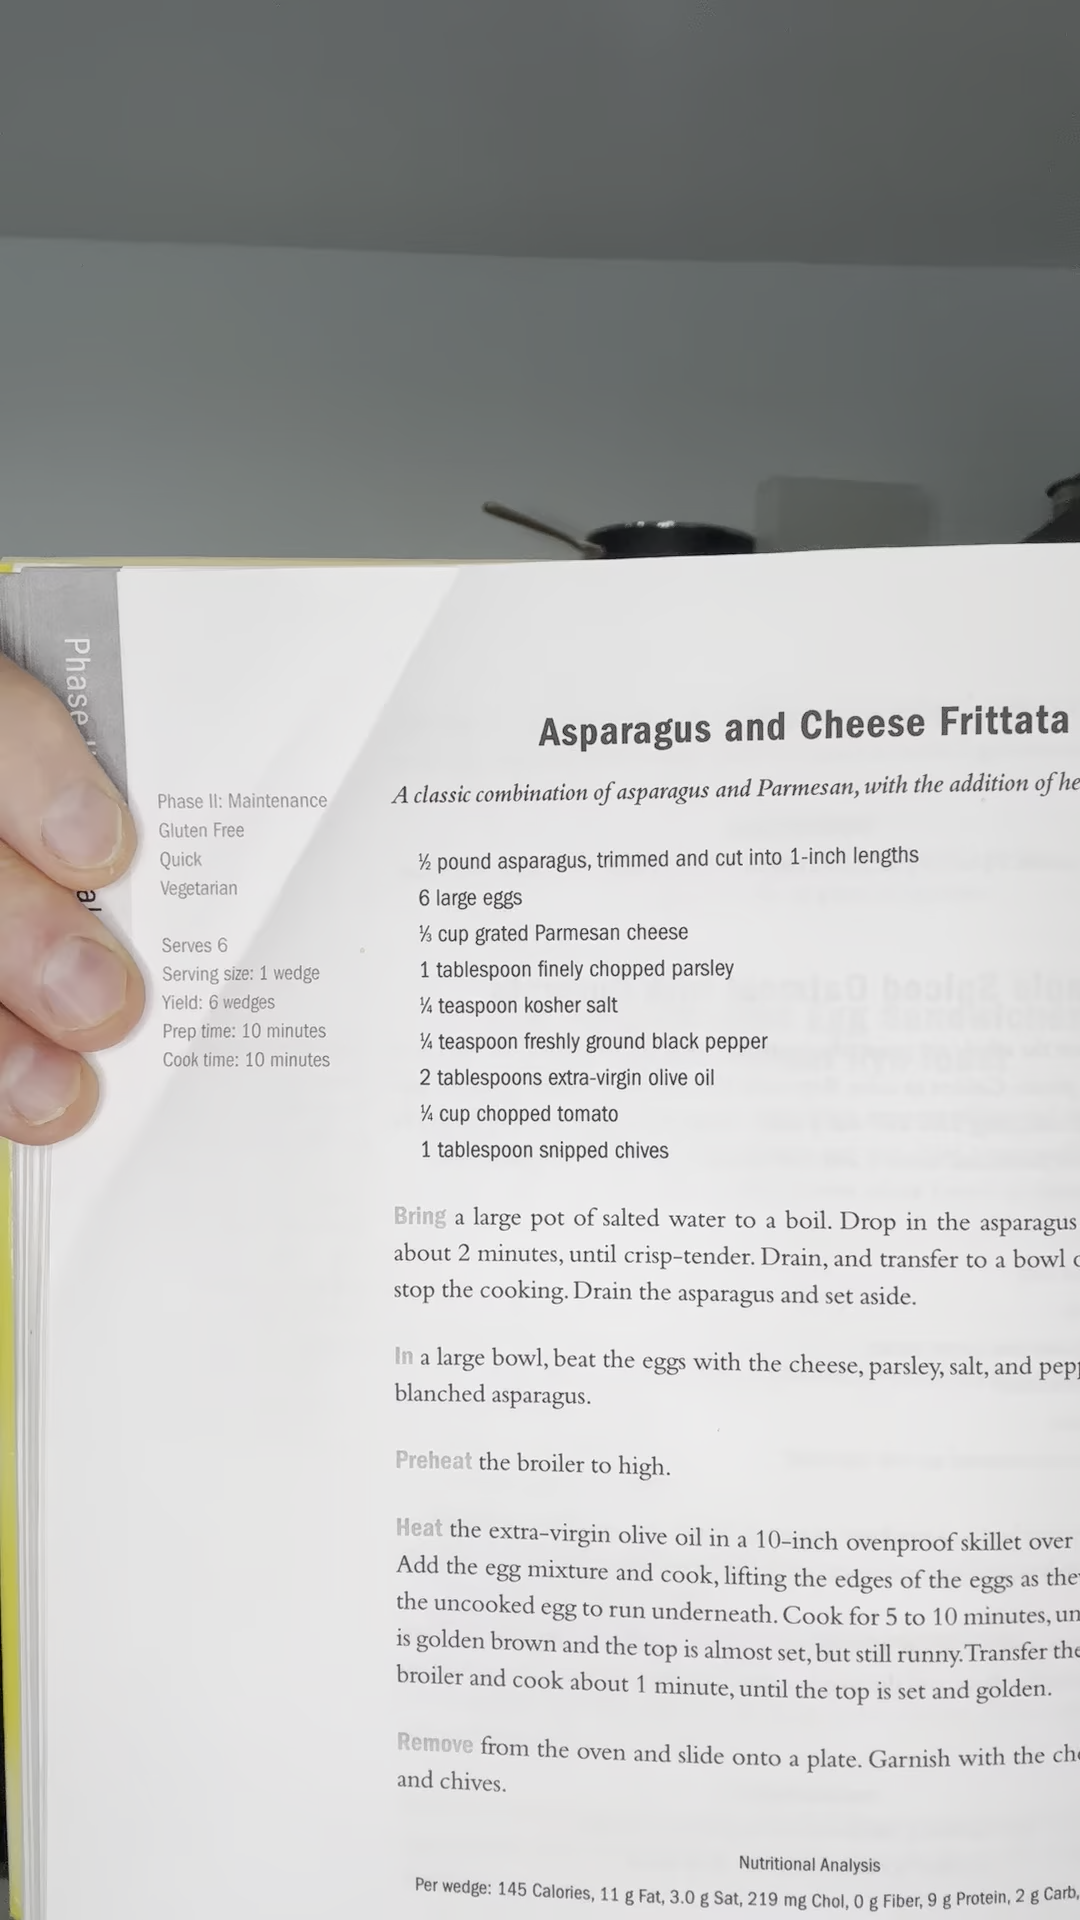 Phase
al
Asparagus and Cheese Frittata
Phase II: Maintenance
Gluten Free
Quick
Vegetarian
Serves 6
Serving size: 1 wedge
Yield: 6 wedges
Prep time: 10 minutes
Cook time: 10 minutes
A classic combination of asparagus and Parmesan, with the addition of
½ pound asparagus, trimmed and cut into 1-inch lengths
6 large eggs
⅓ cup grated Parmesan cheese
1 tablespoon finely chopped parsley
¼ teaspoon kosher salt
¼ teaspoon freshly ground black pepper
2 tablespoons extra-virgin olive oil
¼ cup chopped tomato
1 tablespoon snipped chives
Bring a large pot of salted water to a boil. Drop in the asparagus
about 2 minutes, until crisp-tender. Drain, and transfer to a bowl
stop the cooking. Drain the asparagus and set aside.
In a large bowl, beat the eggs with the cheese, parsley, salt, and
blanched asparagus.
Preheat the broiler to high.
Heat the extra-virgin olive oil in a 10-inch ovenproof skillet over
Add the egg mixture and cook, lifting the edges of the eggs as
the uncooked egg to run underneath. Cook for 5 to 10 minutes,
is golden brown and the top is almost set, but still runny. Transfer
broiler and cook about 1 minute, until the top is set and golden.
Remove from the oven and slide onto a plate. Garnish with the
and chives.
Nutritional Analysis
Per wedge: 145 Calories, 11 g Fat, 3.0 g Sat, 219 mg Chol, 0 g Fiber, 9 g Protein, 2 g Carb,